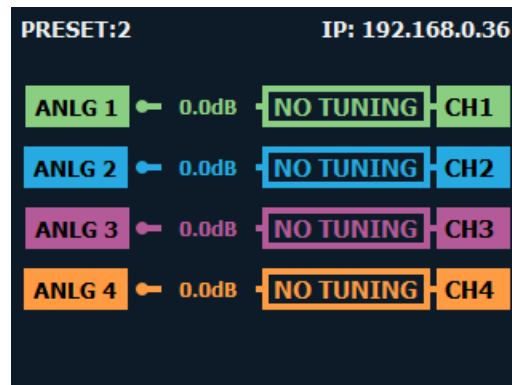 PRESET:2 IP: 192.168.0.36
ANLG 1 0.0dB NO TUNING CH1
ANLG 2 0.0dB NO TUNING CH2
ANLG 3 0.0dB NO TUNING CH3
ANLG 4 0.0dB NO TUNING CH4